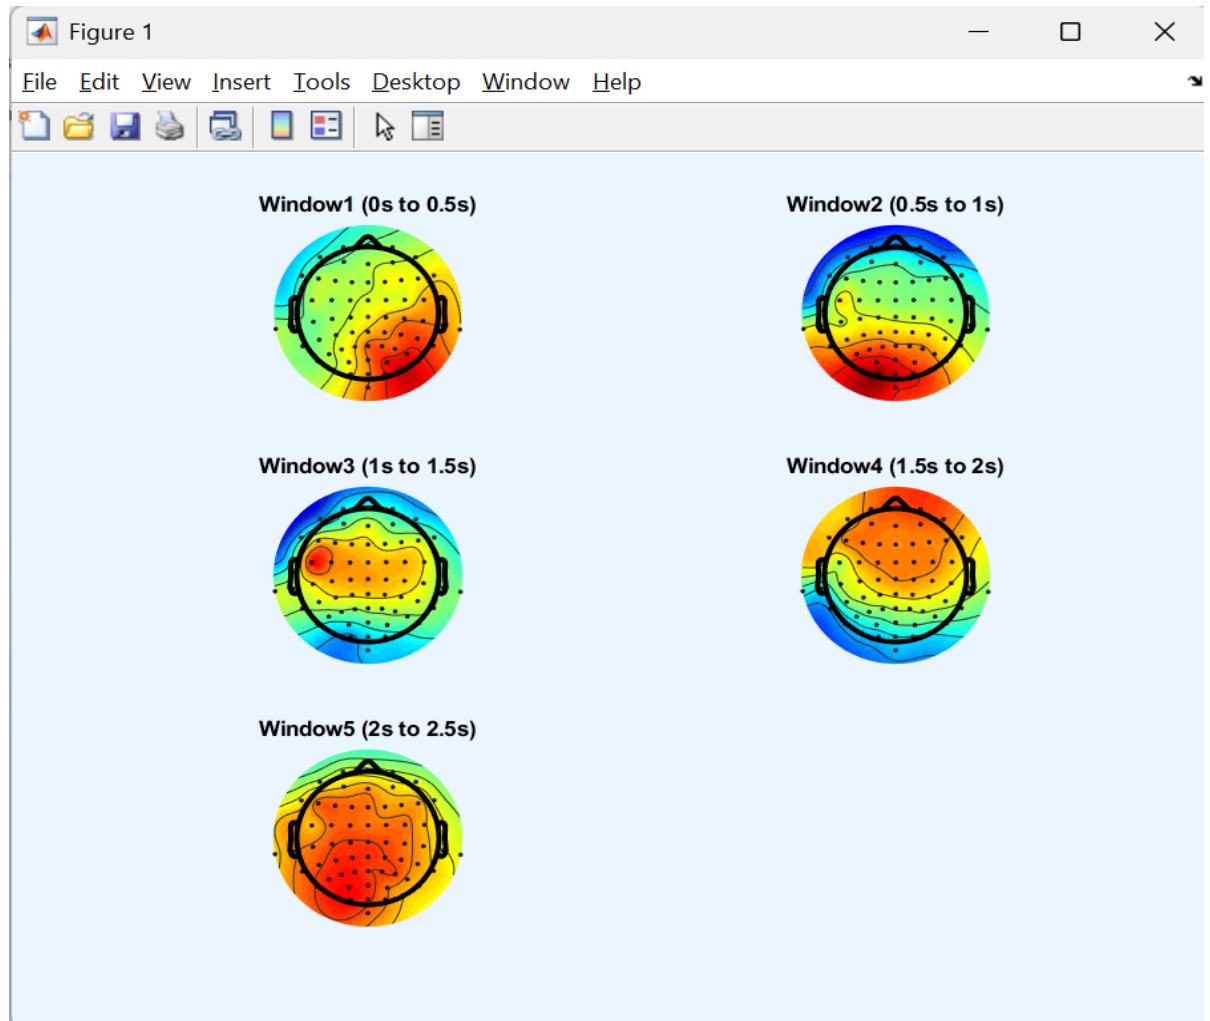 Figure 1
File Edit View Insert Tools Desktop Window Help
Window1 (0s to 0.5s)
Window2 (0.5s to 1s)
Window3 (1s to 1.5s)
Window4 (1.5s to 2s)
Window5 (2s to 2.5s)